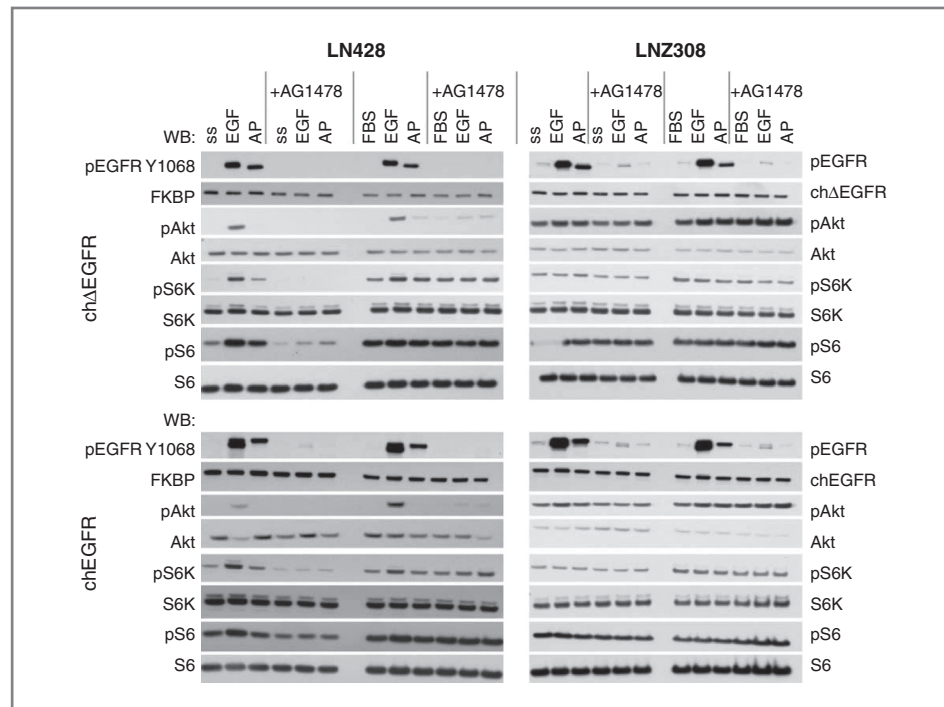 LN428 LNZ308
+AG1478 +AG1478 +AG1478 +AG1478
WB: ss EGF AP ss EGF AP FBS EGF AP FBS EGF AP ss EGF AP ss EGF AP FBS EGF AP FBS EGF AP
chΔEGFR
pEGFR Y1068 pEGFR
FKBP chΔEGFR
pAkt pAkt
Akt Akt
pS6K pS6K
S6K S6K
pS6 pS6
S6 S6
WB:
chEGFR
pEGFR Y1068 pEGFR
FKBP chEGFR
pAkt pAkt
Akt Akt
pS6K pS6K
S6K S6K
pS6 pS6
S6 S6